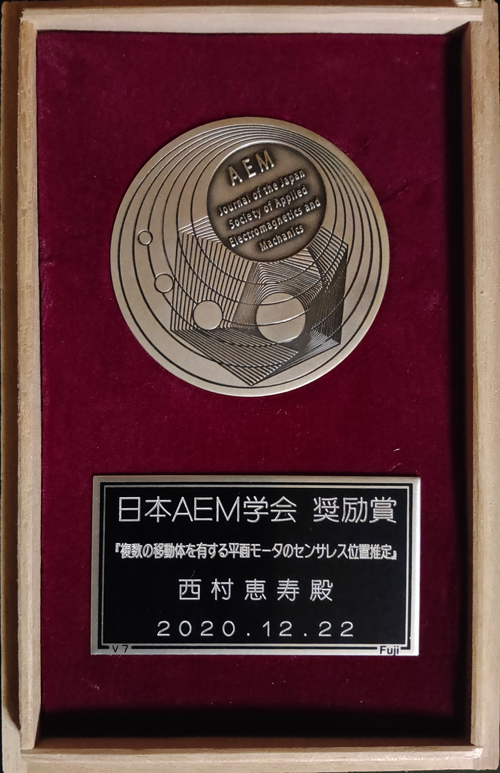 AEM
Journal of the Japan
Society of Applied
Electromagnetics and
Machanics
日本AEM学会 奨励賞
『複数の移動体を有する平面モータのセンサレス位置推定』
西村恵寿殿
2020.12.22
V7
Fuji